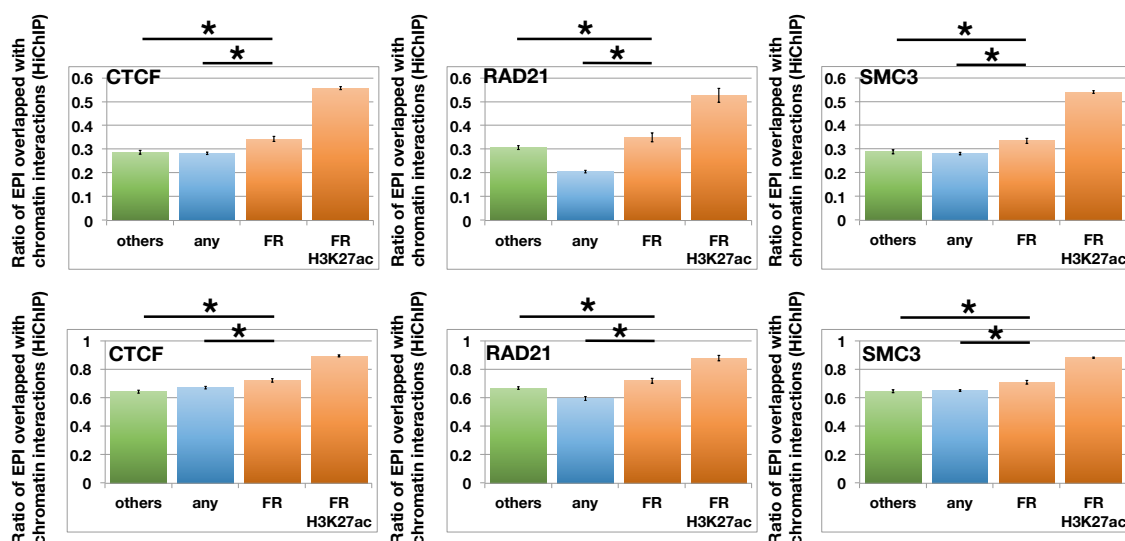 * * *
* * *
Ratio of EPI overlapped with
chromatin interactions (HiChIP)
0.6
0.5
0.4
0.3
0.2
0.1
0
CTCF
others any FR FR
H3K27ac
Ratio of EPI overlapped with
chromatin interactions (HiChIP)
0.6
0.5
0.4
0.3
0.2
0.1
0
RAD21
others any FR FR
H3K27ac
Ratio of EPI overlapped with
chromatin interactions (HiChIP)
0.6
0.5
0.4
0.3
0.2
0.1
0
SMC3
others any FR FR
H3K27ac
* * *
* * *
Ratio of EPI overlapped with
chromatin interactions (HiChIP)
1
0.8
0.6
0.4
0.2
0
CTCF
others any FR FR
H3K27ac
Ratio of EPI overlapped with
chromatin interactions (HiChIP)
1
0.8
0.6
0.4
0.2
0
RAD21
others any FR FR
H3K27ac
Ratio of EPI overlapped with
chromatin interactions (HiChIP)
1
0.8
0.6
0.4
0.2
0
SMC3
others any FR FR
H3K27ac